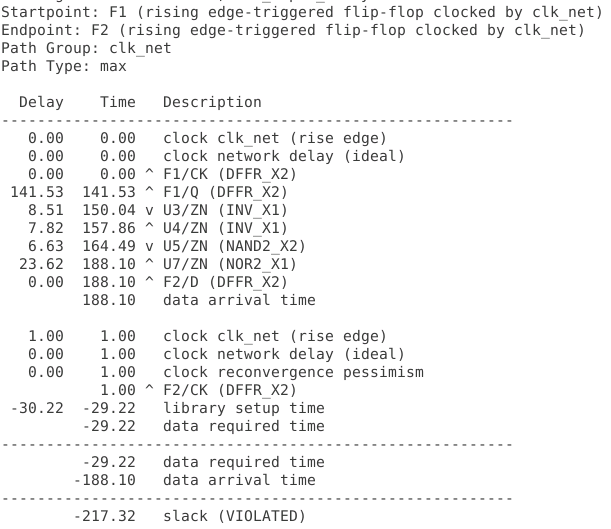 Startpoint: F1 (rising edge-triggered flip-flop clocked by clk_net)
Endpoint: F2 (rising edge-triggered flip-flop clocked by clk_net)
Path Group: clk_net
Path Type: max

  Delay    Time   Description
---------------------------------------------------------
   0.00    0.00   clock clk_net (rise edge)
   0.00    0.00   clock network delay (ideal)
   0.00    0.00 ^ F1/CK (DFFR_X2)
 141.53  141.53 ^ F1/Q (DFFR_X2)
   8.51  150.04 v U3/ZN (INV_X1)
   7.82  157.86 ^ U4/ZN (INV_X1)
   6.63  164.49 v U5/ZN (NAND2_X2)
  23.62  188.10 ^ U7/ZN (NOR2_X1)
   0.00  188.10 ^ F2/D (DFFR_X2)
         188.10   data arrival time

   1.00    1.00   clock clk_net (rise edge)
   0.00    1.00   clock network delay (ideal)
   0.00    1.00   clock reconvergence pessimism
           1.00 ^ F2/CK (DFFR_X2)
 -30.22  -29.22   library setup time
         -29.22   data required time
---------------------------------------------------------
         -29.22   data required time
        -188.10   data arrival time
---------------------------------------------------------
        -217.32   slack (VIOLATED)